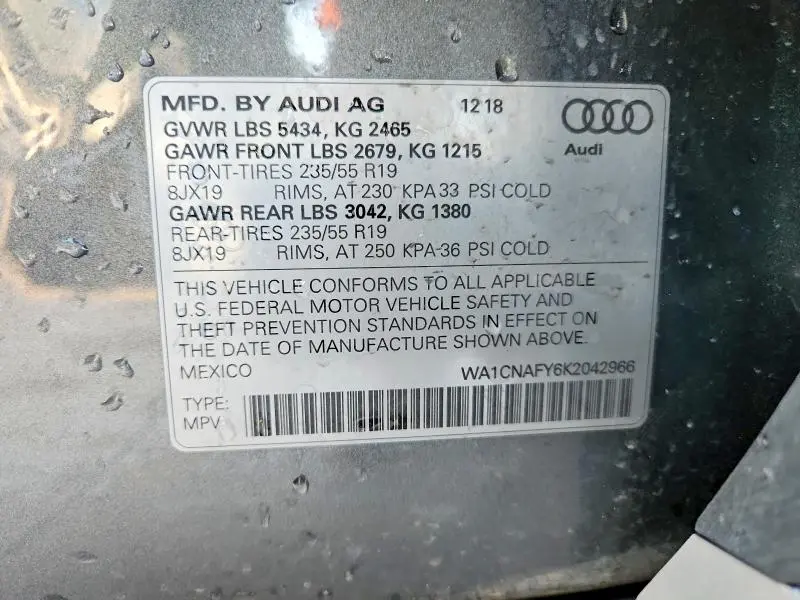 MFD. BY AUDI AG 12 18
GVWR LBS 5434, KG 2465
GAWR FRONT LBS 2679, KG 1215
Audi
FRONT-TIRES 235/55 R19
8JX19 RIMS, AT 230 KPA 33 PSI COLD
GAWR REAR LBS 3042, KG 1380
REAR-TIRES 235/55 R19
8JX19 RIMS, AT 250 KPA 36 PSI COLD
THIS VEHICLE CONFORMS TO ALL APPLICABLE
U.S. FEDERAL MOTOR VEHICLE SAFETY AND
THEFT PREVENTION STANDARDS IN EFFECT ON
THE DATE OF MANUFACTURE SHOWN ABOVE.
MEXICO WA1CNAFY6K2042966
TYPE:
MPV